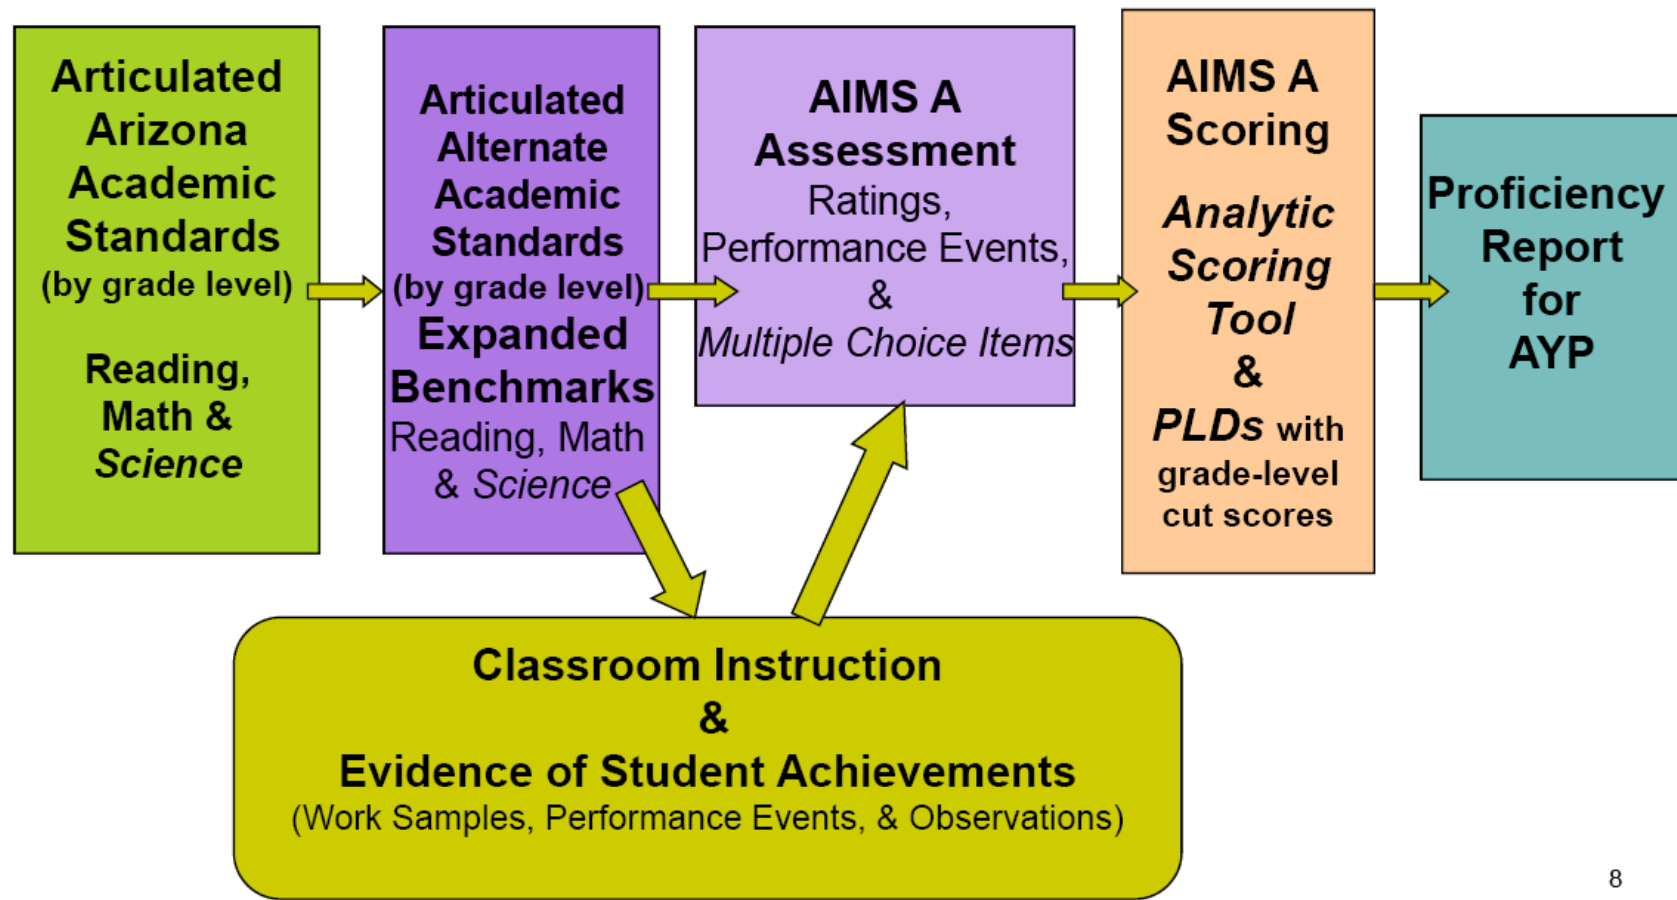 Articulated
Arizona
Academic
Standards
(by grade level)
Reading,
Math &
Science
Articulated
Alternate
Academic
Standards
(by grade level)
Expanded
Benchmarks
Reading, Math
& Science
AIMS A
Assessment
Ratings,
Performance Events,
&
Multiple Choice Items
AIMS A
Scoring
Analytic
Scoring
Tool
&
PLDs with
grade-level
cut scores
Proficiency
Report
for
AYP
Classroom Instruction
&
Evidence of Student Achievements
(Work Samples, Performance Events, & Observations)
8